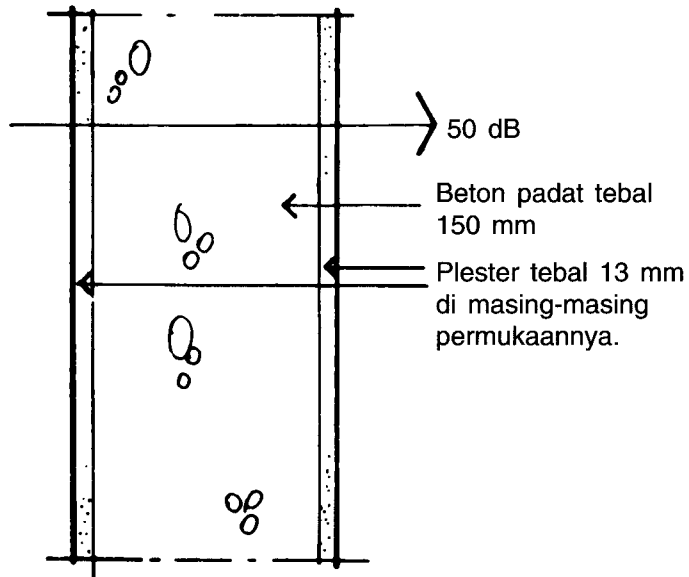 50 dB
Beton padat tebal
150 mm
Plester tebal 13 mm
di masing-masing
permukaannya.